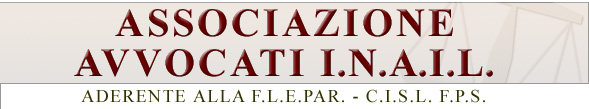 ASSOCIAZIONE
AVVOCATI I.N.A.I.L.
ADERENTE ALLA F.L.E.PAR. - C.I.S.L. F.P.S.